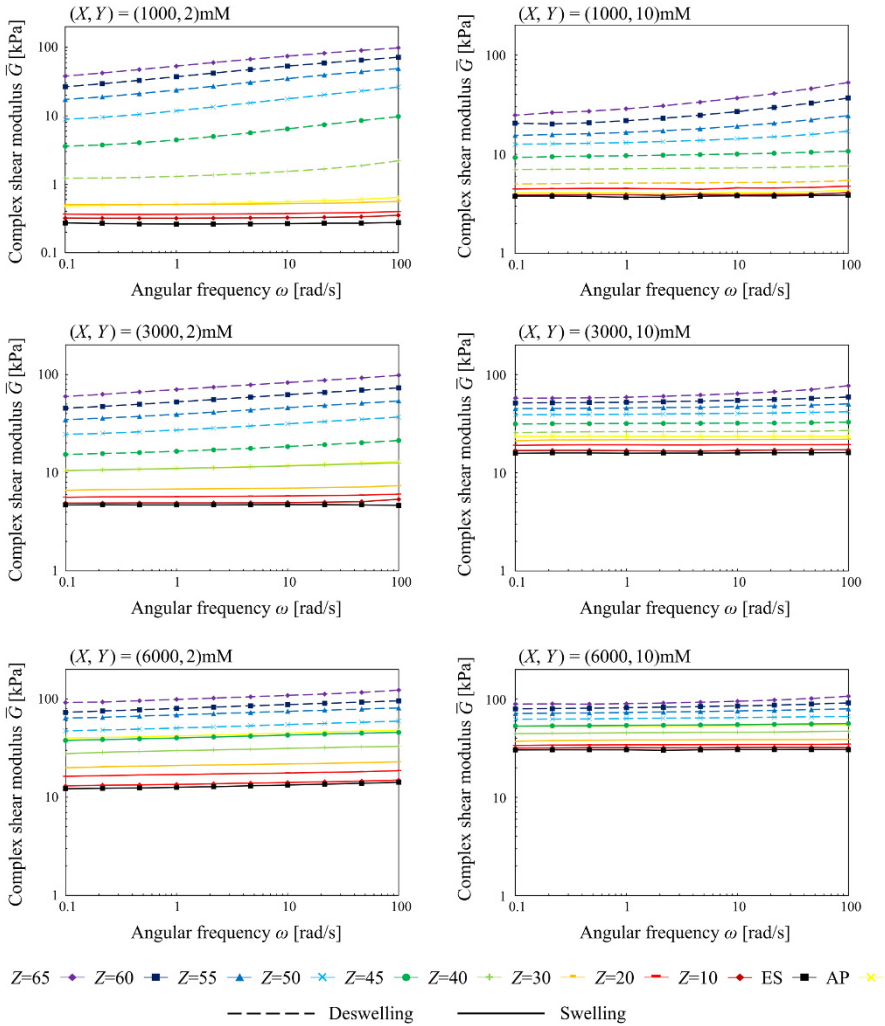 (X, Y) = (1000, 2)mM
Complex shear modulus G̅ [kPa]
100
10
1
0.1
0.1 1 10 100
Angular frequency ω [rad/s]
(X, Y) = (1000, 10)mM
Complex shear modulus G̅ [kPa]
100
10
1
0.1 1 10 100
Angular frequency ω [rad/s]
(X, Y) = (3000, 2)mM
Complex shear modulus G̅ [kPa]
100
10
1
0.1 1 10 100
Angular frequency ω [rad/s]
(X, Y) = (3000, 10)mM
Complex shear modulus G̅ [kPa]
100
10
1
0.1 1 10 100
Angular frequency ω [rad/s]
(X, Y) = (6000, 2)mM
Complex shear modulus G̅ [kPa]
100
10
1
0.1 1 10 100
Angular frequency ω [rad/s]
(X, Y) = (6000, 10)mM
Complex shear modulus G̅ [kPa]
100
10
1
0.1 1 10 100
Angular frequency ω [rad/s]
Z=65 Z=60 Z=55 Z=50 Z=45 Z=40 Z=30 Z=20 Z=10 ES AP
Deswelling Swelling